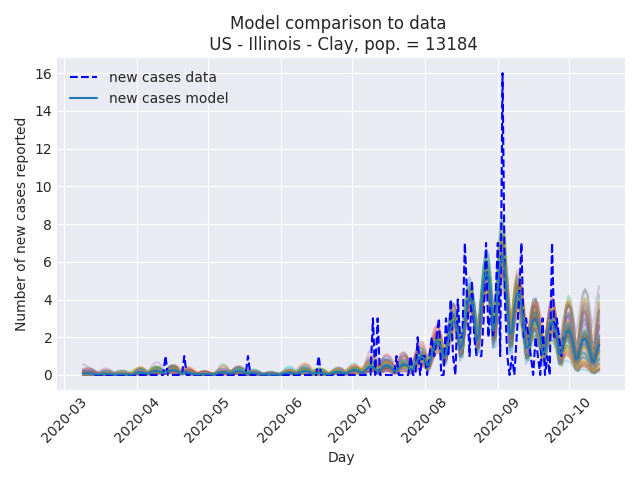 Model comparison to data
US - Illinois - Clay, pop. = 13184
new cases data
new cases model
Number of new cases reported
16
14
12
10
8
6
4
2
0
2020-03
2020-04
2020-05
2020-06
2020-07
2020-08
2020-09
2020-10
Day